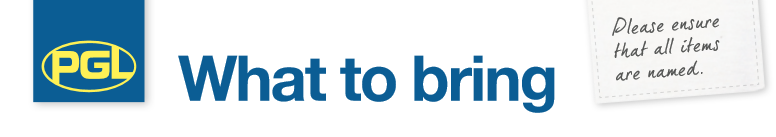 PGL
What to bring
Please ensure
that all items
are named.